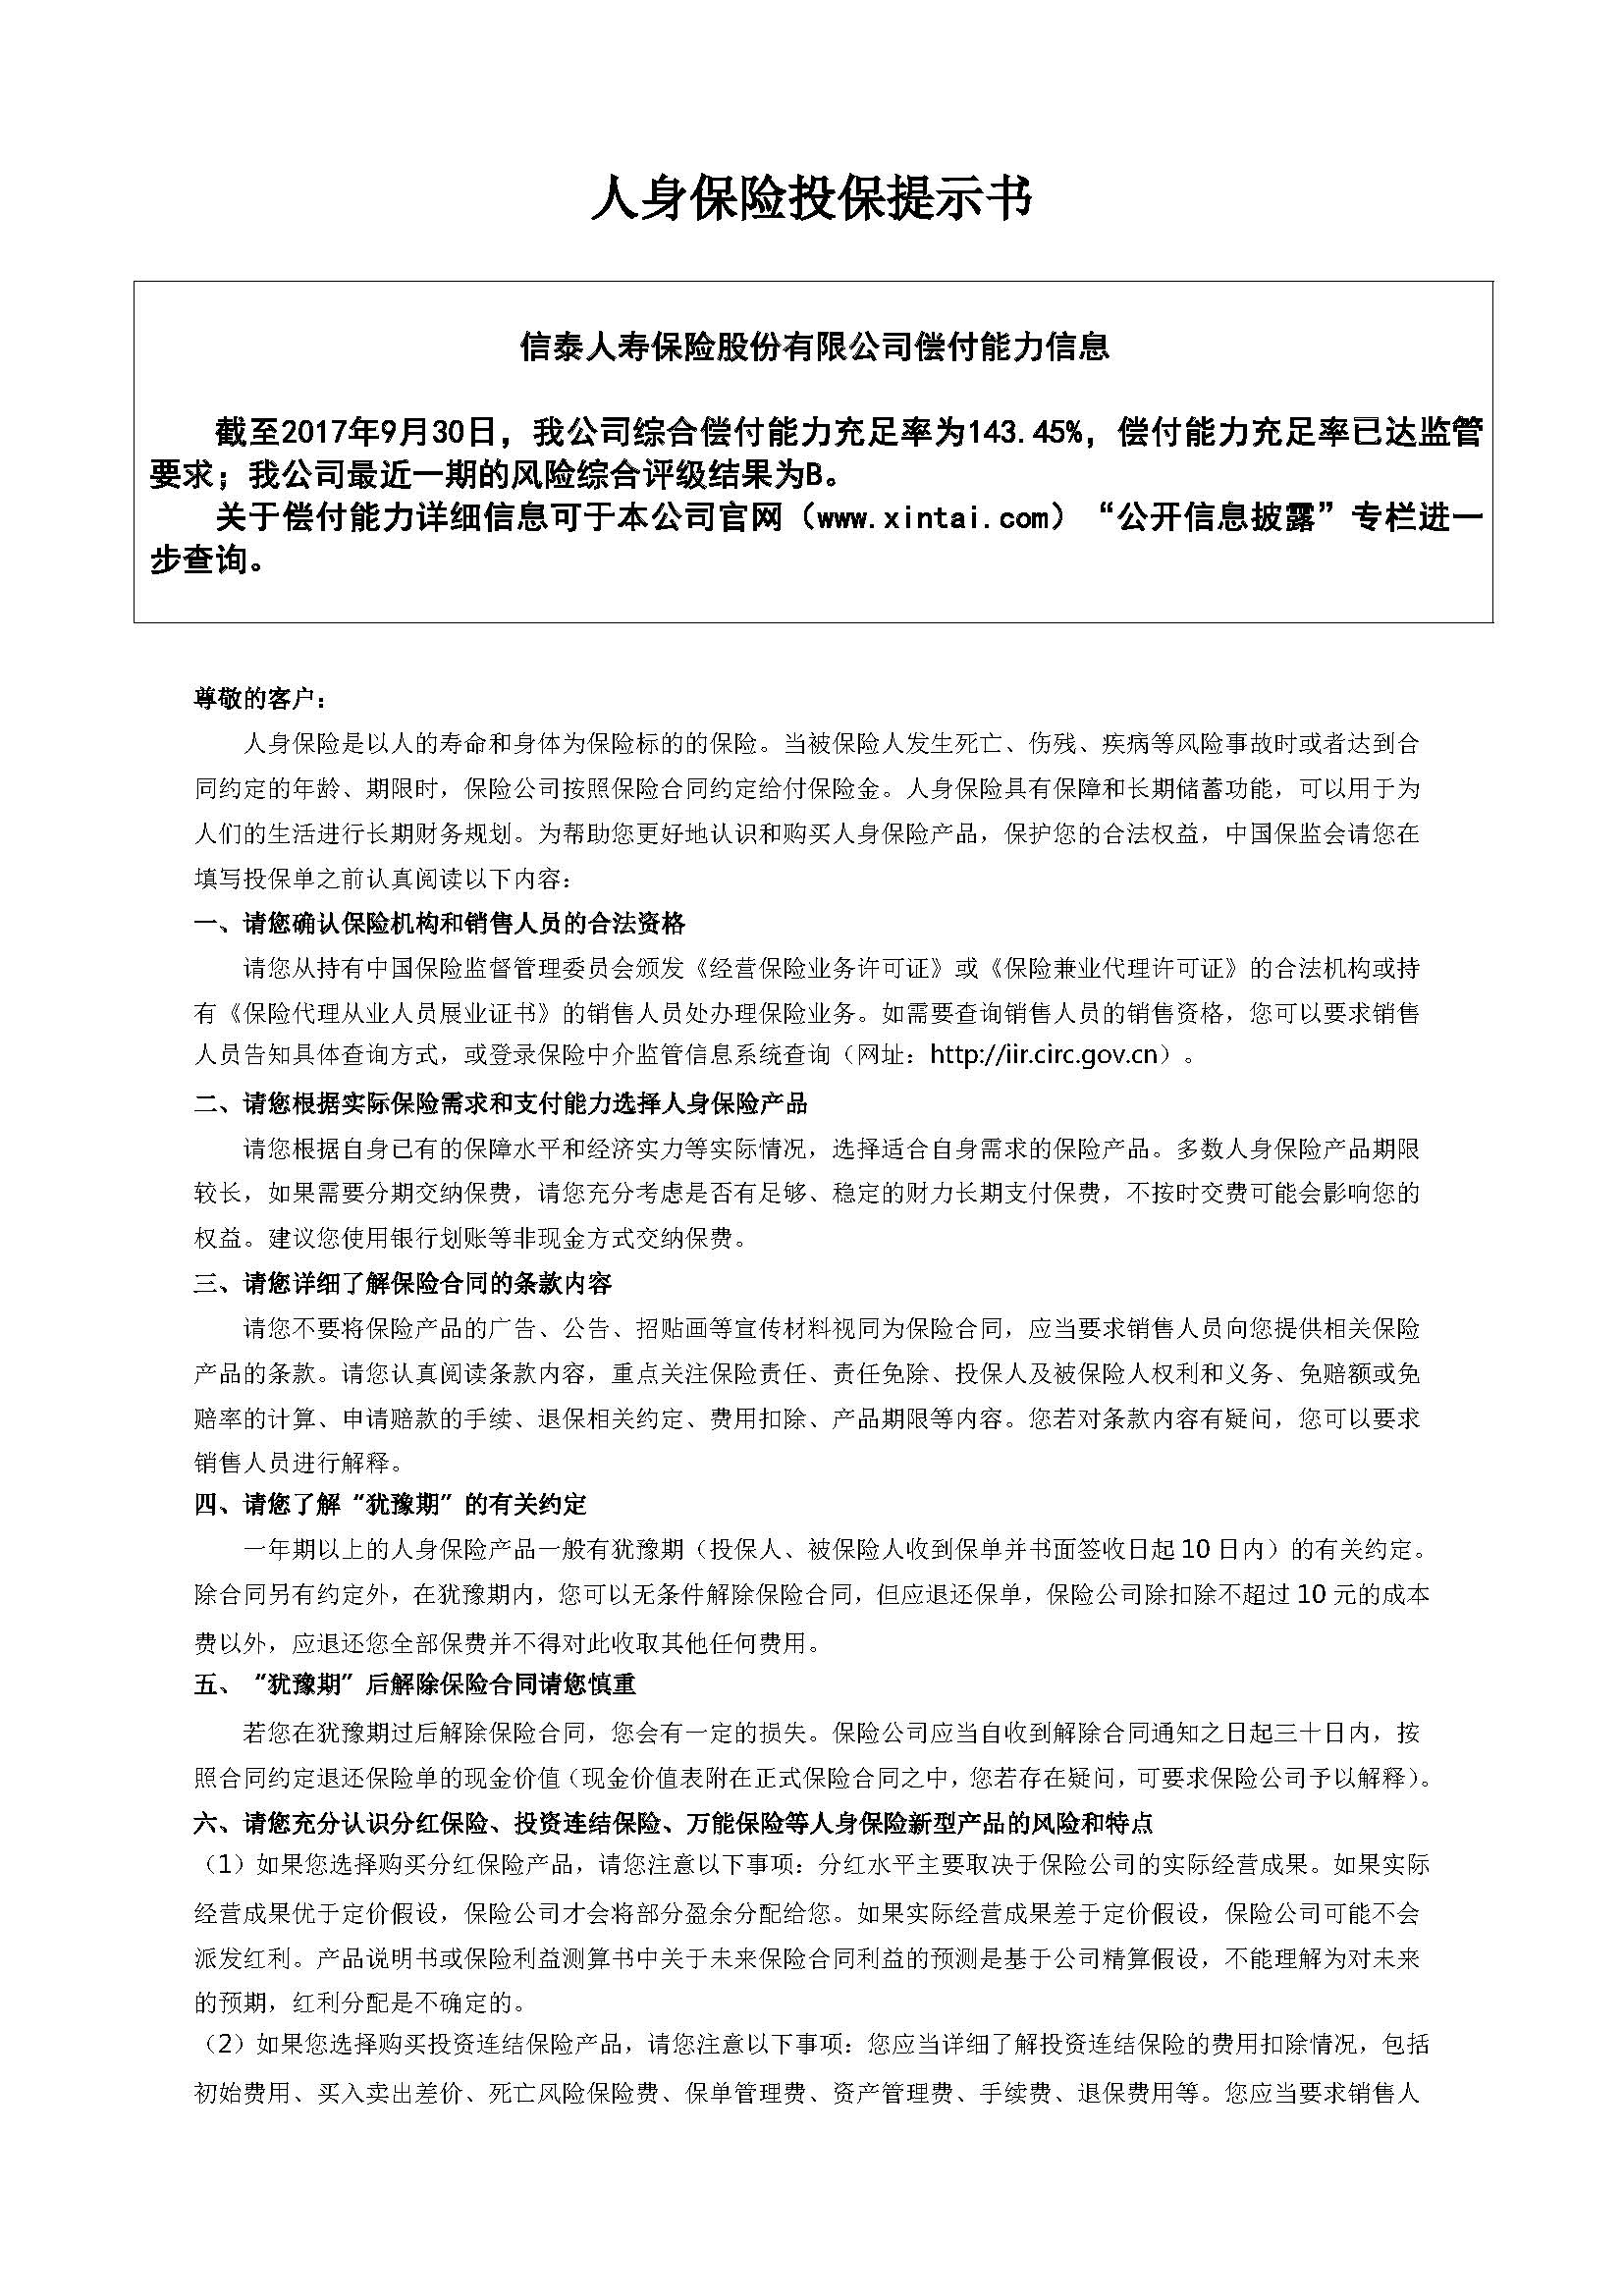 人身保险投保提示书
信泰人寿保险股份有限公司偿付能力信息
截至2017年9月30日，我公司综合偿付能力充足率为143.45%，偿付能力充足率已达监管
要求；我公司最近一期的风险综合评级结果为B。
关于偿付能力详细信息可于本公司官网（www.xintai.com）“公开信息披露”专栏进一
步查询。
尊敬的客户：
人身保险是以人的寿命和身体为保险标的的保险。当被保险人发生死亡、伤残、疾病等风险事故时或者达到合
同约定的年龄、期限时，保险公司按照保险合同约定给付保险金。人身保险具有保障和长期储蓄功能，可以用于为
人们的生活进行长期财务规划。为帮助您更好地认识和购买人身保险产品，保护您的合法权益，中国保监会请您在
填写投保单之前认真阅读以下内容：
一、请您确认保险机构和销售人员的合法资格
请您从持有中国保险监督管理委员会颁发《经营保险业务许可证》或《保险兼业代理许可证》的合法机构或持
有《保险代理从业人员展业证书》的销售人员处办理保险业务。如需要查询销售人员的销售资格，您可以要求销售
人员告知具体查询方式，或登录保险中介监管信息系统查询（网址：http://iir.circ.gov.cn）。
二、请您根据实际保险需求和支付能力选择人身保险产品
请您根据自身已有的保障水平和经济实力等实际情况，选择适合自身需求的保险产品。多数人身保险产品期限
较长，如果需要分期交纳保费，请您充分考虑是否有足够、稳定的财力长期支付保费，不按时交费可能会影响您的
权益。建议您使用银行划账等非现金方式交纳保费。
三、请您详细了解保险合同的条款内容
请您不要将保险产品的广告、公告、招贴画等宣传材料视同为保险合同，应当要求销售人员向您提供相关保险
产品的条款。请您认真阅读条款内容，重点关注保险责任、责任免除、投保人及被保险人权利和义务、免赔额或免
赔率的计算、申请赔款的手续、退保相关约定、费用扣除、产品期限等内容。您若对条款内容有疑问，您可以要求
销售人员进行解释。
四、请您了解“犹豫期”的有关约定
一年期以上的人身保险产品一般有犹豫期（投保人、被保险人收到保单并书面签收日起 10 日内）的有关约定。
除合同另有约定外，在犹豫期内，您可以无条件解除保险合同，但应退还保单，保险公司除扣除不超过 10 元的成本
费以外，应退还您全部保费并不得对此收取其他任何费用。
五、“犹豫期”后解除保险合同请您慎重
若您在犹豫期过后解除保险合同，您会有一定的损失。保险公司应当自收到解除合同通知之日起三十日内，按
照合同约定退还保险单的现金价值（现金价值表附在正式保险合同之中，您若存在疑问，可要求保险公司予以解释）。
六、请您充分认识分红保险、投资连结保险、万能保险等人身保险新型产品的风险和特点
（1）如果您选择购买分红保险产品，请您注意以下事项：分红水平主要取决于保险公司的实际经营成果。如果实际
经营成果优于定价假设，保险公司才会将部分盈余分配给您。如果实际经营成果差于定价假设，保险公司可能不会
派发红利。产品说明书或保险利益测算书中关于未来保险合同利益的预测是基于公司精算假设，不能理解为对未来
的预期，红利分配是不确定的。
（2）如果您选择购买投资连结保险产品，请您注意以下事项：您应当详细了解投资连结保险的费用扣除情况，包括
初始费用、买入卖出差价、死亡风险保险费、保单管理费、资产管理费、手续费、退保费用等。您应当要求销售人